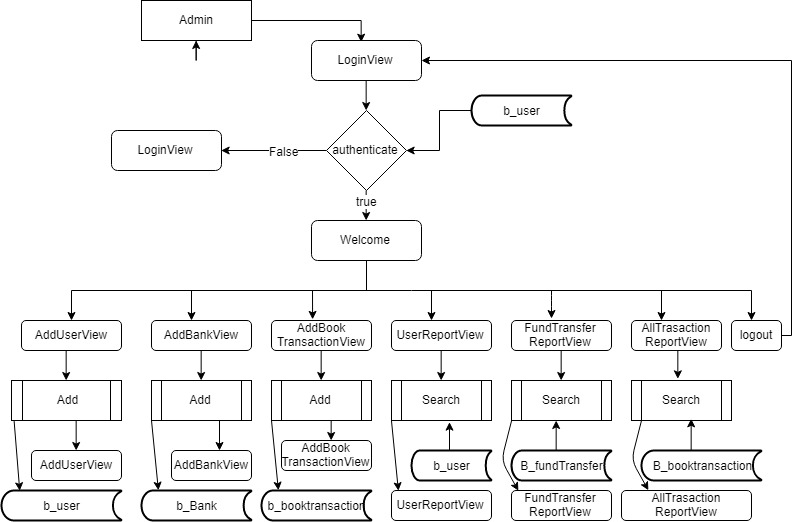 Admin
LoginView
b_user
LoginView
False
authenticate
true
Welcome
AddUserView
AddBankView
AddBook
TransactionView
UserReportView
FundTransfer
ReportView
AllTrasaction
ReportView
logout
Add
Add
Add
Search
Search
Search
AddUserView
AddBankView
AddBook
TransactionView
b_user
B_fundTransfer
B_booktransaction
b_user
b_Bank
b_booktransaction
UserReportView
FundTransfer
ReportView
AllTrasaction
ReportView